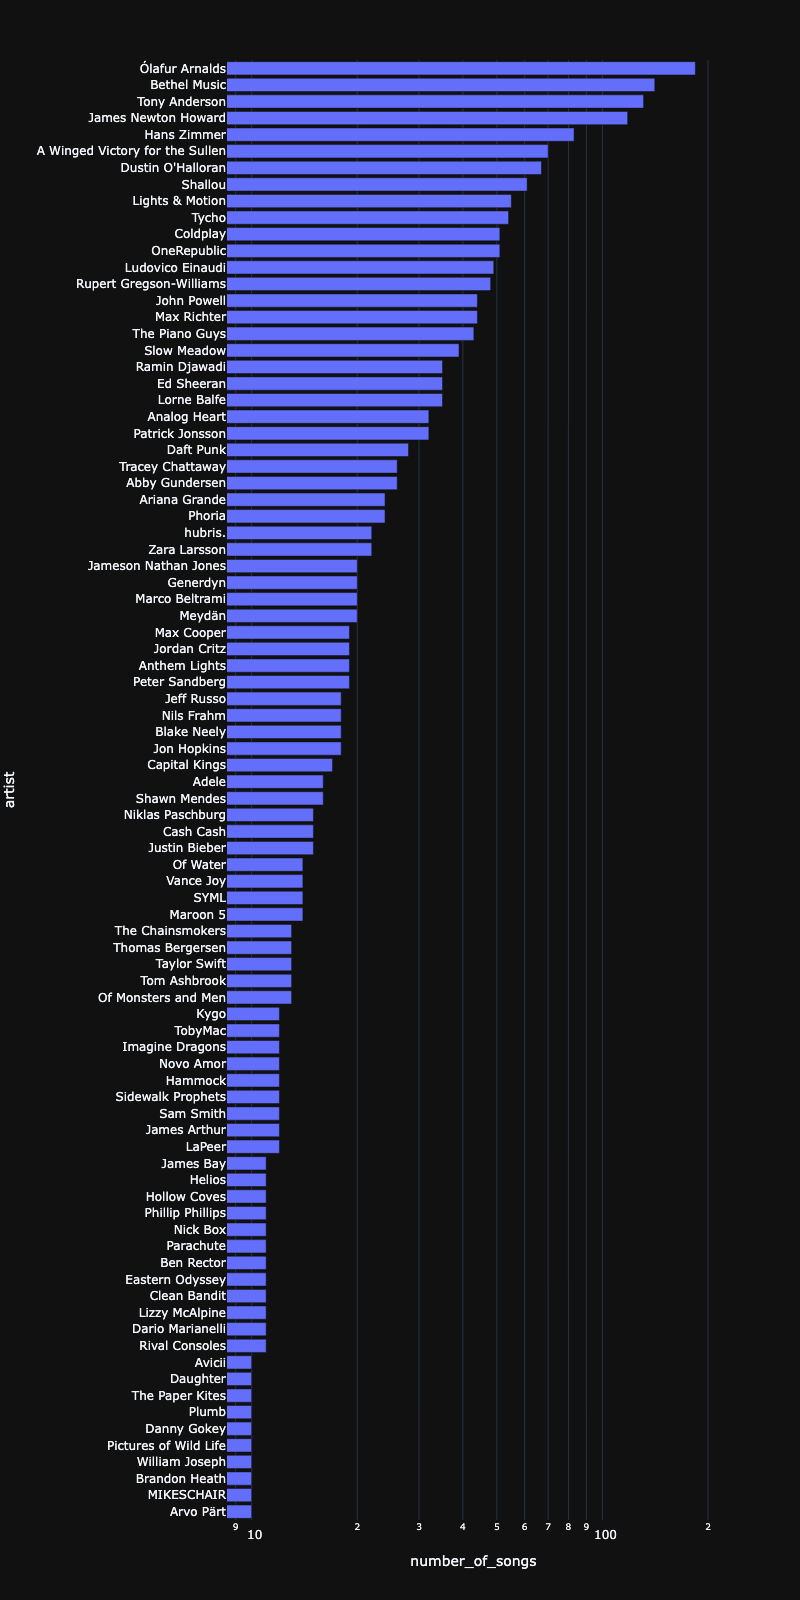 Ólafur Arnalds
Bethel Music
Tony Anderson
James Newton Howard
Hans Zimmer
A Winged Victory for the Sullen
Dustin O'Halloran
Shallou
Lights & Motion
Tycho
Coldplay
OneRepublic
Ludovico Einaudi
Rupert Gregson-Williams
John Powell
Max Richter
The Piano Guys
Slow Meadow
Ramin Djawadi
Ed Sheeran
Lorne Balfe
Analog Heart
Patrick Jonsson
Daft Punk
Tracey Chattaway
Abby Gundersen
Ariana Grande
Phoria
hubris.
Zara Larsson
Jameson Nathan Jones
Generdyn
Marco Beltrami
Meydän
Max Cooper
Jordan Critz
Anthem Lights
Peter Sandberg
Jeff Russo
Nils Frahm
Blake Neely
Jon Hopkins
Capital Kings
artist
Adele
Shawn Mendes
Niklas Paschburg
Cash Cash
Justin Bieber
Of Water
Vance Joy
SYML
Maroon 5
The Chainsmokers
Thomas Bergersen
Taylor Swift
Tom Ashbrook
Of Monsters and Men
Kygo
TobyMac
Imagine Dragons
Novo Amor
Hammock
Sidewalk Prophets
Sam Smith
James Arthur
LaPeer
James Bay
Helios
Hollow Coves
Phillip Phillips
Nick Box
Parachute
Ben Rector
Eastern Odyssey
Clean Bandit
Lizzy McAlpine
Dario Marianelli
Rival Consoles
Avicii
Daughter
The Paper Kites
Plumb
Danny Gokey
Pictures of Wild Life
William Joseph
Brandon Heath
MIKESCHAIR
Arvo Pärt
9 10 2 3 4 5 6 7 8 9 100 2
number_of_songs